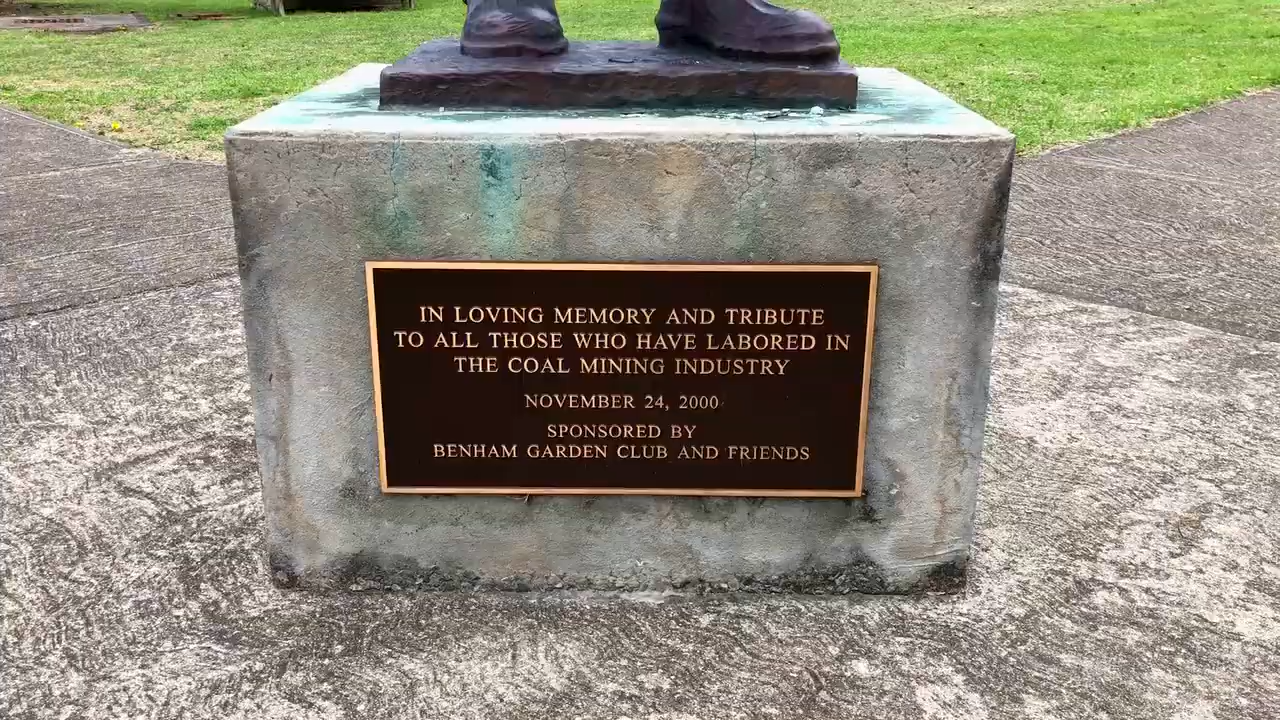 IN LOVING MEMORY AND TRIBUTE
TO ALL THOSE WHO HAVE LABORED IN
THE COAL MINING INDUSTRY
NOVEMBER 24, 2000
SPONSORED BY
BENHAM GARDEN CLUB AND FRIENDS